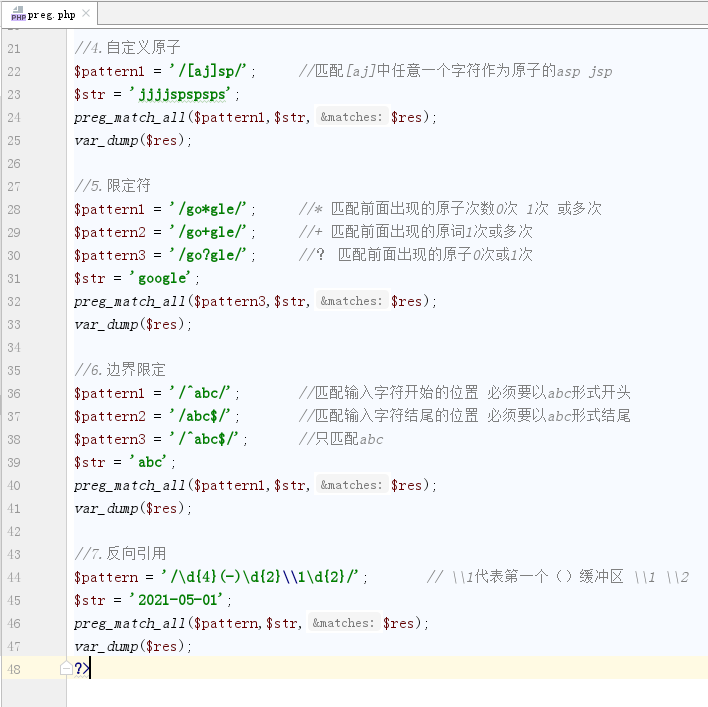 preg.php
21 //4.自定义原子
22 $pattern1 = '/[aj]sp/'; //匹配[aj]中任意一个字符作为原子的asp jsp
23 $str = 'jjjjspspsps';
24 preg_match_all($pattern1,$str, &matches: $res);
25 var_dump($res);
26
27 //5.限定符
28 $pattern1 = '/go*gle/'; //* 匹配前面出现的原子次数0次 1次 或多次
29 $pattern2 = '/go+gle/'; //+ 匹配前面出现的原词1次或多次
30 $pattern3 = '/go?gle/'; //？ 匹配前面出现的原子0次或1次
31 $str = 'google';
32 preg_match_all($pattern3,$str, &matches: $res);
33 var_dump($res);
34
35 //6.边界限定
36 $pattern1 = '/^abc/'; //匹配输入字符开始的位置 必须要以abc形式开头
37 $pattern2 = '/abc$/'; //匹配输入字符结尾的位置 必须要以abc形式结尾
38 $pattern3 = '/^abc$/'; //只匹配abc
39 $str = 'abc';
40 preg_match_all($pattern1,$str, &matches: $res);
41 var_dump($res);
42
43 //7.反向引用
44 $pattern = '/\d{4}(-)\d{2}\\1\d{2}/'; // \\1代表第一个（）缓冲区 \\1 \\2
45 $str = '2021-05-01';
46 preg_match_all($pattern,$str, &matches: $res);
47 var_dump($res);
48 ?>